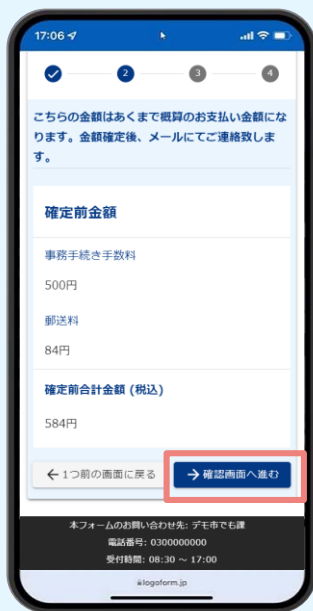 17:06
2
3
4
こちらの金額はあくまで概算のお支払い金額にな
ります。金額確定後、メールにてご連絡致しま
す。
確定前金額
事務手続き手数料
500円
郵送料
84円
確定前合計金額 (税込)
584円
← 1つ前の画面に戻る
→ 確認画面へ進む
本フォームのお問い合わせ先: デモ市でも課
電話番号: 0300000000
受付時間: 08:30 ～ 17:00
logoform.jp